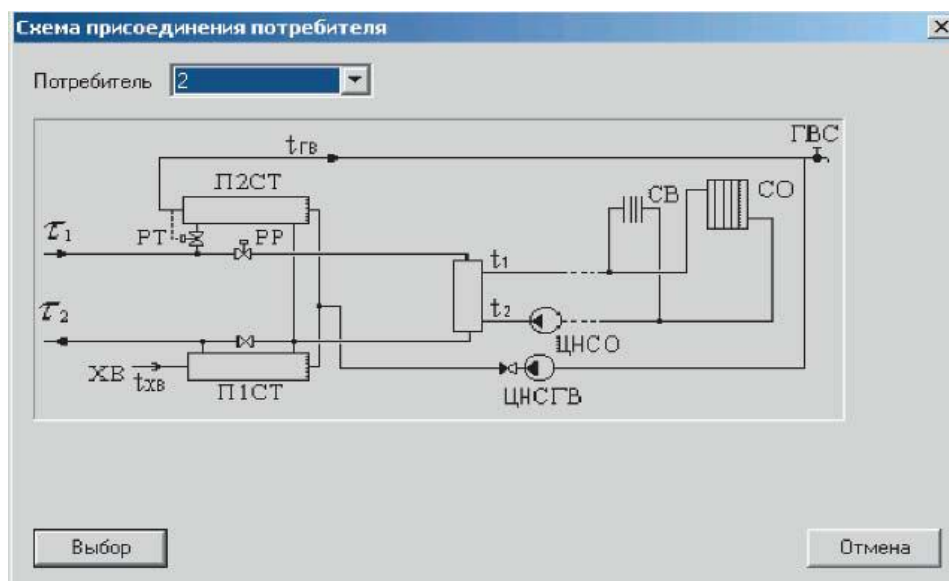 Схема присоединения потребителя
Потребитель 2
ГВС
tГВ
П2СТ
СВ
СО
τ1
РТ
РР
t1
τ2
t2
ЦНСО
ХВ
tХВ
П1СТ
ЦНСГВ
Выбор
Отмена